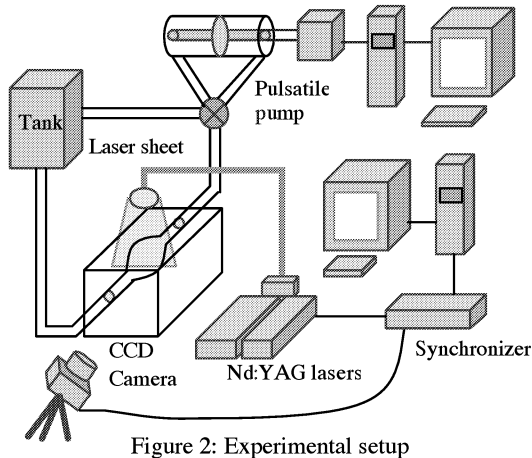 Pulsatile
pump
Tank
Laser sheet
CCD
Camera
Nd:YAG lasers
Synchronizer
Figure 2: Experimental setup